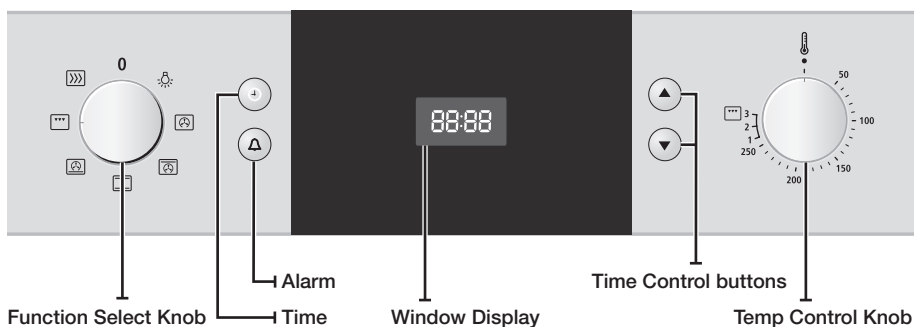 0
88:88
50
100
150
200
250
1
2
3
Alarm
Time Control buttons
Function Select Knob
Time
Window Display
Temp Control Knob